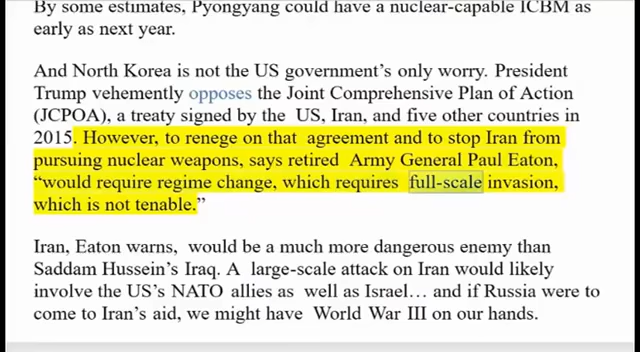 By some estimates, Pyongyang could have a nuclear-capable ICBM as
early as next year.
And North Korea is not the US government’s only worry. President
Trump vehemently opposes the Joint Comprehensive Plan of Action
(JCPOA), a treaty signed by the US, Iran, and five other countries in
2015. However, to renege on that agreement and to stop Iran from
pursuing nuclear weapons, says retired Army General Paul Eaton,
“would require regime change, which requires full-scale invasion,
which is not tenable.”
Iran, Eaton warns, would be a much more dangerous enemy than
Saddam Hussein’s Iraq. A large-scale attack on Iran would likely
involve the US’s NATO allies as well as Israel… and if Russia were to
come to Iran’s aid, we might have World War III on our hands.